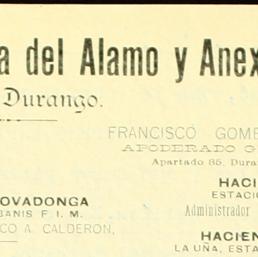 a del Alamo y Anex
Durango.
FRANCISCO GOME
APODERADO G
Apartado 85, Dura
HACI
OVADONGA
ESTACI
BANIS F. I. M.
Administrador
CO A. CALDERON,
HACIEN
LA UÑA, ESTA